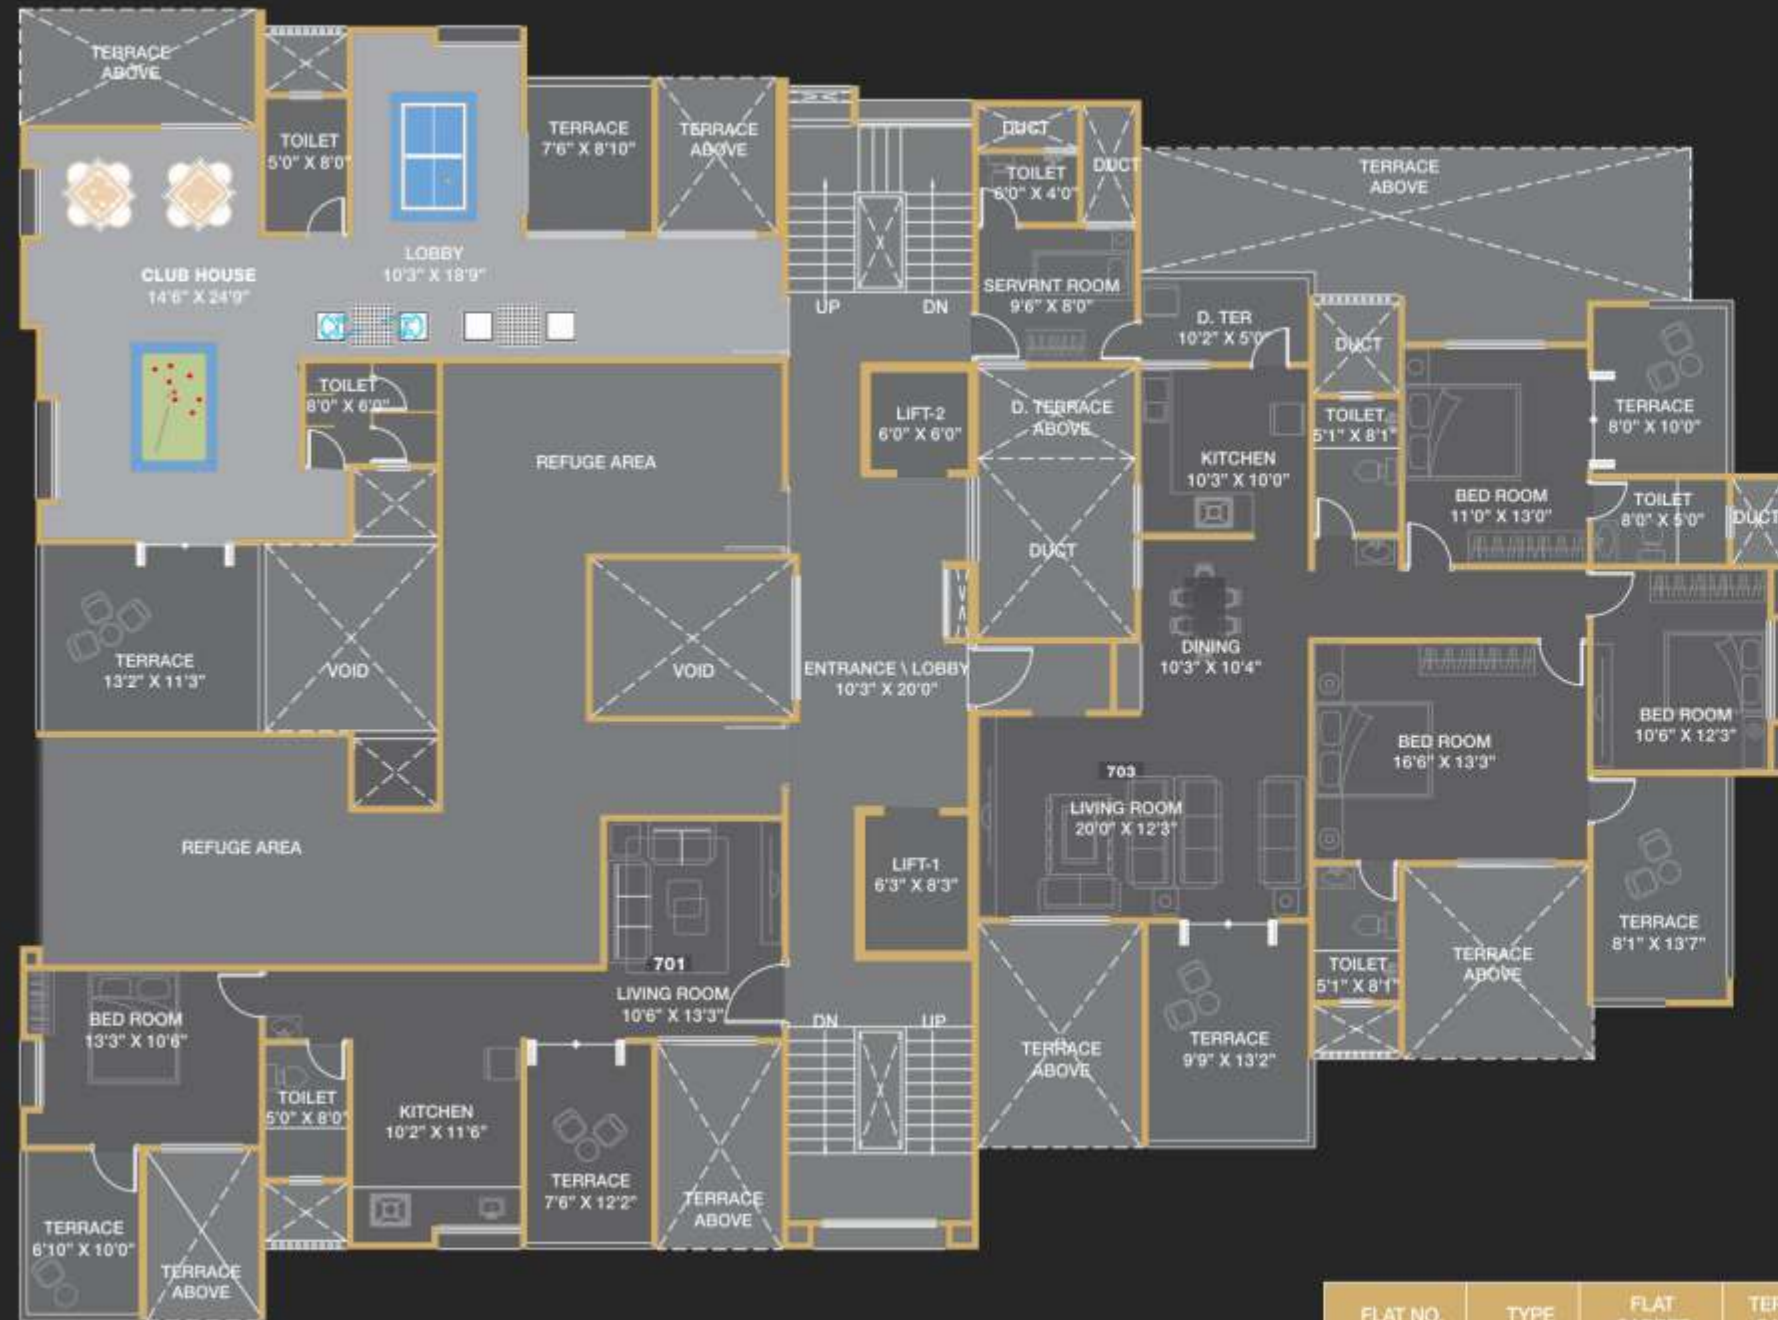 TERRACE
ABOVE
TOILET
5'0" X 8'0"
TERRACE
7'6" X 8'10"
TERRACE
ABOVE
LOBBY
10'3" X 18'9"
CLUB HOUSE
14'6" X 24'9"
UP
DN
DUCT
DUCT
TOILET
6'0" X 4'0"
SERVRNT ROOM
9'6" X 8'0"
TERRACE
ABOVE
D. TER
10'2" X 5'0"
DUCT
TOILET
8'0" X 6'0"
REFUGE AREA
LIFT-2
6'0" X 6'0"
D. TERRACE
ABOVE
DUCT
KITCHEN
10'3" X 10'0"
TOILET
5'1" X 8'1"
BED ROOM
11'0" X 13'0"
TERRACE
8'0" X 10'0"
TOILET
8'0" X 5'0"
DUCT
TERRACE
13'2" X 11'3"
VOID
VOID
ENTRANCE \ LOBBY
10'3" X 20'0"
DINING
10'3" X 10'4"
BED ROOM
16'6" X 13'3"
BED ROOM
10'6" X 12'3"
703
LIVING ROOM
20'0" X 12'3"
REFUGE AREA
LIFT-1
6'3" X 8'3"
TERRACE
8'1" X 13'7"
701
LIVING ROOM
10'6" X 13'3"
TOILET
5'1" X 8'1"
TERRACE
ABOVE
BED ROOM
13'3" X 10'6"
DN
UP
TERRACE
ABOVE
TERRACE
9'9" X 13'2"
TOILET
5'0" X 8'0"
KITCHEN
10'2" X 11'6"
TERRACE
7'6" X 12'2"
TERRACE
ABOVE
TERRACE
6'10" X 10'0"
TERRACE
ABOVE
FLAT NO.
TYPE
FLAT